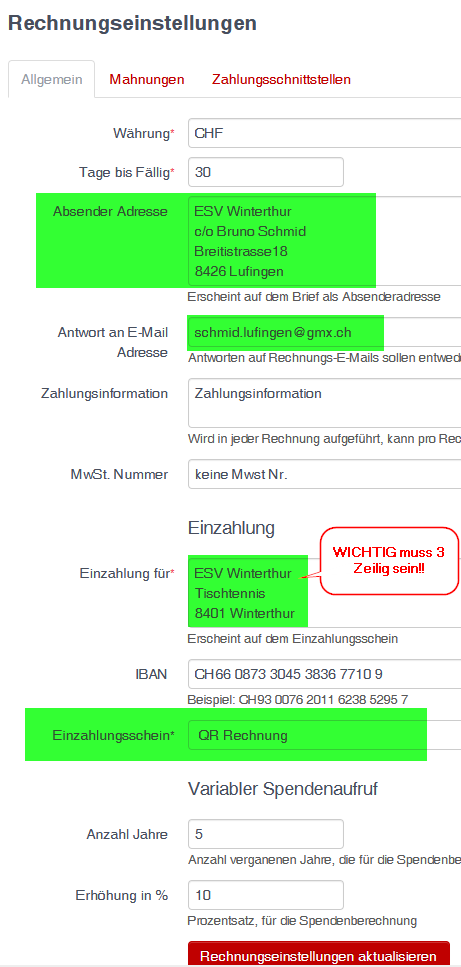 Rechnungseinstellungen
Allgemein Mahnungen Zahlungsschnittstellen
Währung* CHF
Tage bis Fällig* 30
Absender Adresse ESV Winterthur
c/o Bruno Schmid
Breitistrasse18
8426 Lufingen
Erscheint auf dem Brief als Absenderadresse
Antwort an E-Mail Adresse schmid.lufingen@gmx.ch
Antworten auf Rechnungs-E-Mails sollen entwed
Zahlungsinformation Zahlungsinformation
Wird in jeder Rechnung aufgeführt, kann pro Rec
MwSt. Nummer keine Mwst Nr.
Einzahlung
WICHTIG muss 3
Zeilig sein!!
Einzahlung für* ESV Winterthur
Tischtennis
8401 Winterthur
Erscheint auf dem Einzahlungsschein
IBAN CH66 0873 3045 3836 7710 9
Beispiel: CH93 0076 2011 6238 5295 7
Einzahlungsschein* QR Rechnung
Variabler Spendenaufruf
Anzahl Jahre 5
Anzahl verganenen Jahre, die für die Spendenbe
Erhöhung in % 10
Prozentsatz, für die Spendenberechnung
Rechnungseinstellungen aktualisieren